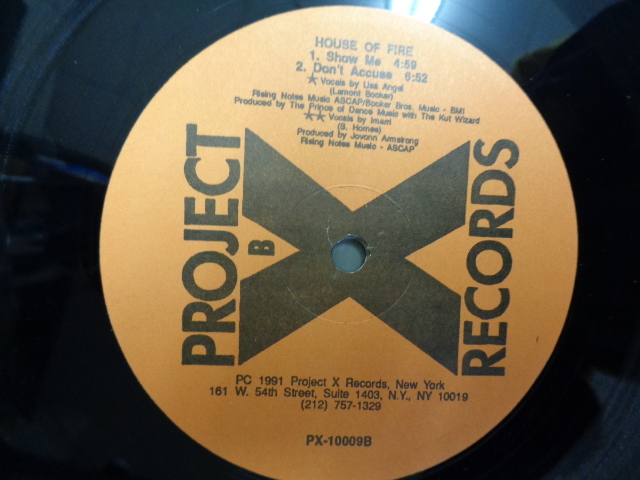 HOUSE OF FIRE
1. Show Me 4:59
2. Don't Accuse 6:52
★ Vocals by Lisa Angel
(Lamont Booker)
Rising Notes Music ASCAP/Booker Bros. Music - BMI
Produced by The Prince of Dance Music with The Kut Wizard
★★ Vocals by Imani
(S. Homes)
Produced by Jovonn Armstrong
Rising Notes Music - ASCAP
PROJECT
X
B
RECORDS
PC 1991 Project X Records, New York
161 W. 54th Street, Suite 1403, N.Y., NY 10019
(212) 757-1329
PX-10009B